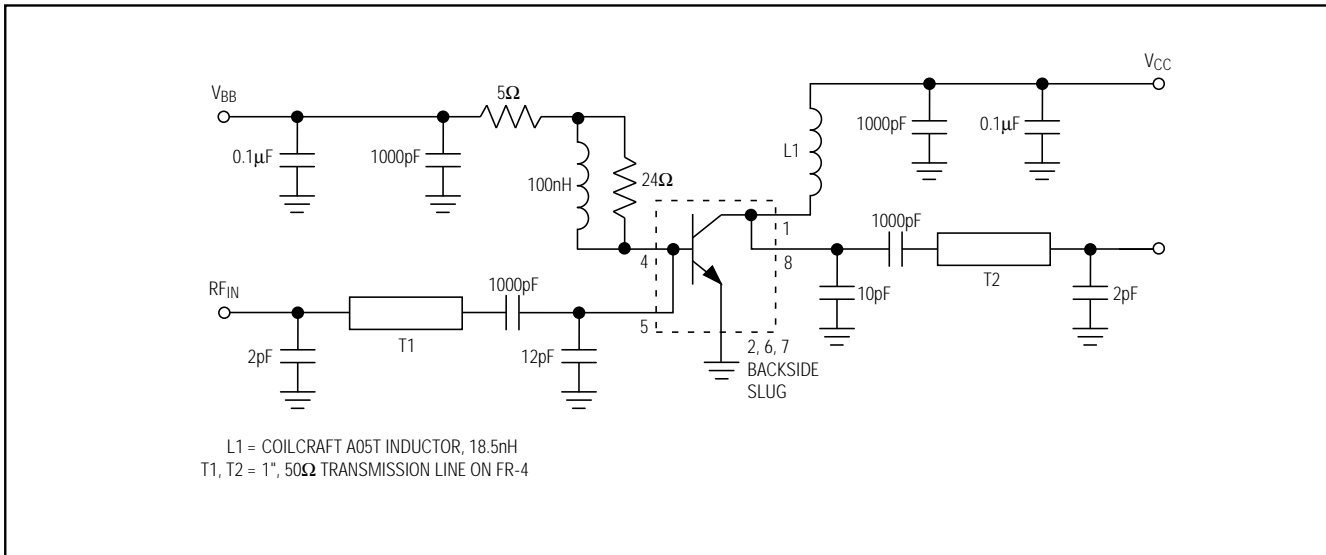 V_BB
5Ω
0.1μF
1000pF
100nH
24Ω
L1
V_CC
1000pF
0.1μF
RF_IN
2pF
T1
1000pF
12pF
4
5
1
8
2, 6, 7
BACKSIDE
SLUG
1000pF
10pF
T2
2pF
L1 = COILCRAFT A05T INDUCTOR, 18.5nH
T1, T2 = 1", 50Ω TRANSMISSION LINE ON FR-4